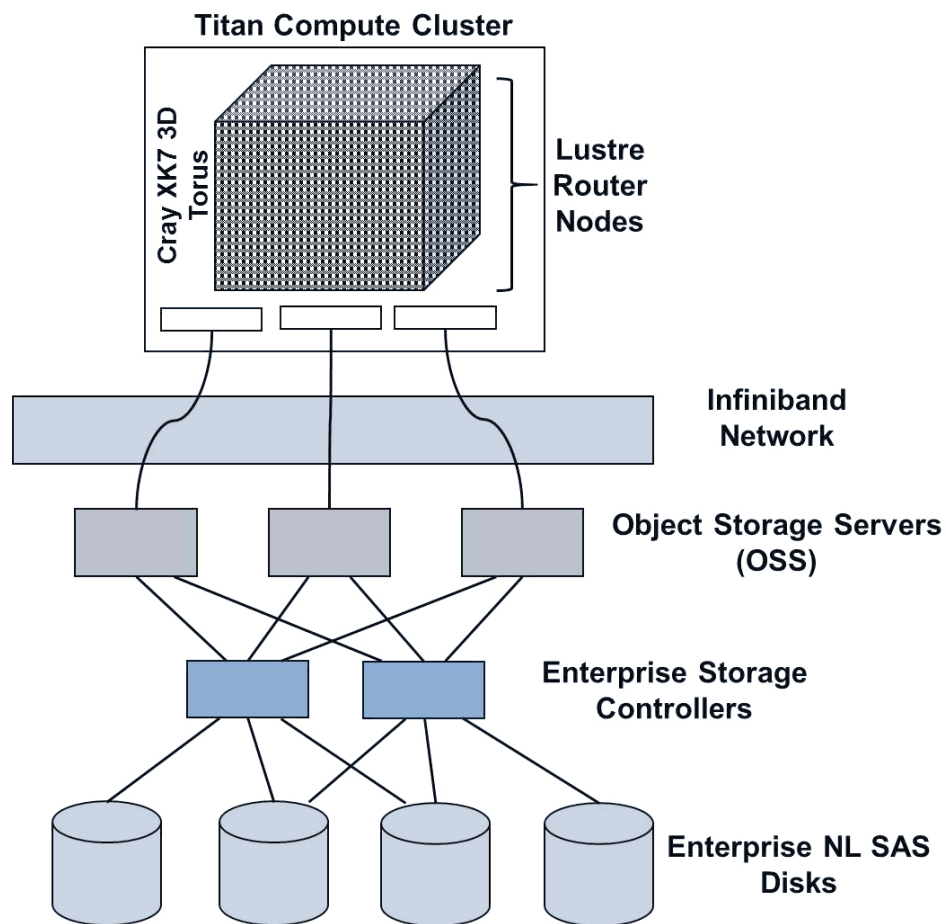 Titan Compute Cluster
Cray XK7 3D
Torus
Lustre
Router
Nodes
Infiniband
Network
Object Storage Servers
(OSS)
Enterprise Storage
Controllers
Enterprise NL SAS
Disks